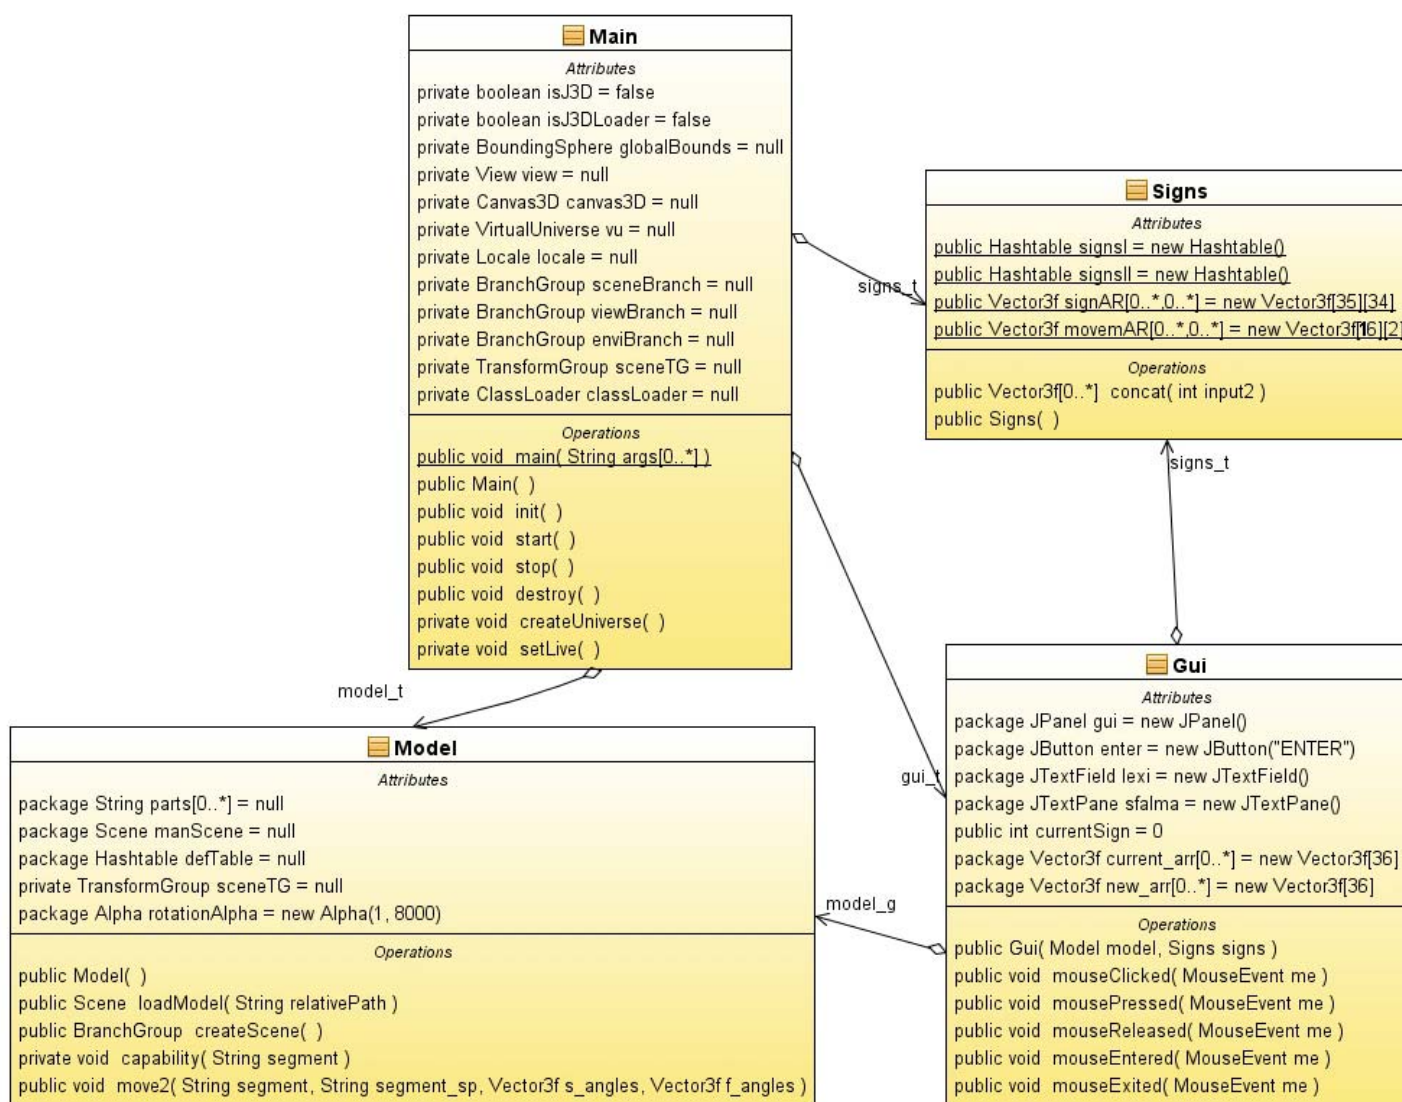 Main
Attributes
private boolean isJ3D = false
private boolean isJ3DLoader = false
private BoundingSphere globalBounds = null
private View view = null
private Canvas3D canvas3D = null
private VirtualUniverse vu = null
private Locale locale = null
private BranchGroup sceneBranch = null
private BranchGroup viewBranch = null
private BranchGroup enviBranch = null
private TransformGroup sceneTG = null
private ClassLoader classLoader = null
Operations
public void main( String args[0..*] )
public Main( )
public void init( )
public void start( )
public void stop( )
public void destroy( )
private void createUniverse( )
private void setLive( )
signs_t
Signs
Attributes
public Hashtable signsI = new Hashtable()
public Hashtable signsII = new Hashtable()
public Vector3f signAR[0..*,0..*] = new Vector3f[35][34]
public Vector3f movemAR[0..*,0..*] = new Vector3f[16][2]
Operations
public Vector3f[0..*] concat( int input2 )
public Signs( )
signs_t
model_t
gui_t
Model
Attributes
package String parts[0..*] = null
package Scene manScene = null
package Hashtable defTable = null
private TransformGroup sceneTG = null
package Alpha rotationAlpha = new Alpha(1, 8000)
Operations
public Model( )
public Scene loadModel( String relativePath )
public BranchGroup createScene( )
private void capability( String segment )
public void move2( String segment, String segment_sp, Vector3f s_angles, Vector3f f_angles )
model_g
Gui
Attributes
package JPanel gui = new JPanel()
package JButton enter = new JButton("ENTER")
package JTextField lexi = new JTextField()
package JTextPane sfalma = new JTextPane()
public int currentSign = 0
package Vector3f current_arr[0..*] = new Vector3f[36]
package Vector3f new_arr[0..*] = new Vector3f[36]
Operations
public Gui( Model model, Signs signs )
public void mouseClicked( MouseEvent me )
public void mousePressed( MouseEvent me )
public void mouseReleased( MouseEvent me )
public void mouseEntered( MouseEvent me )
public void mouseExited( MouseEvent me )